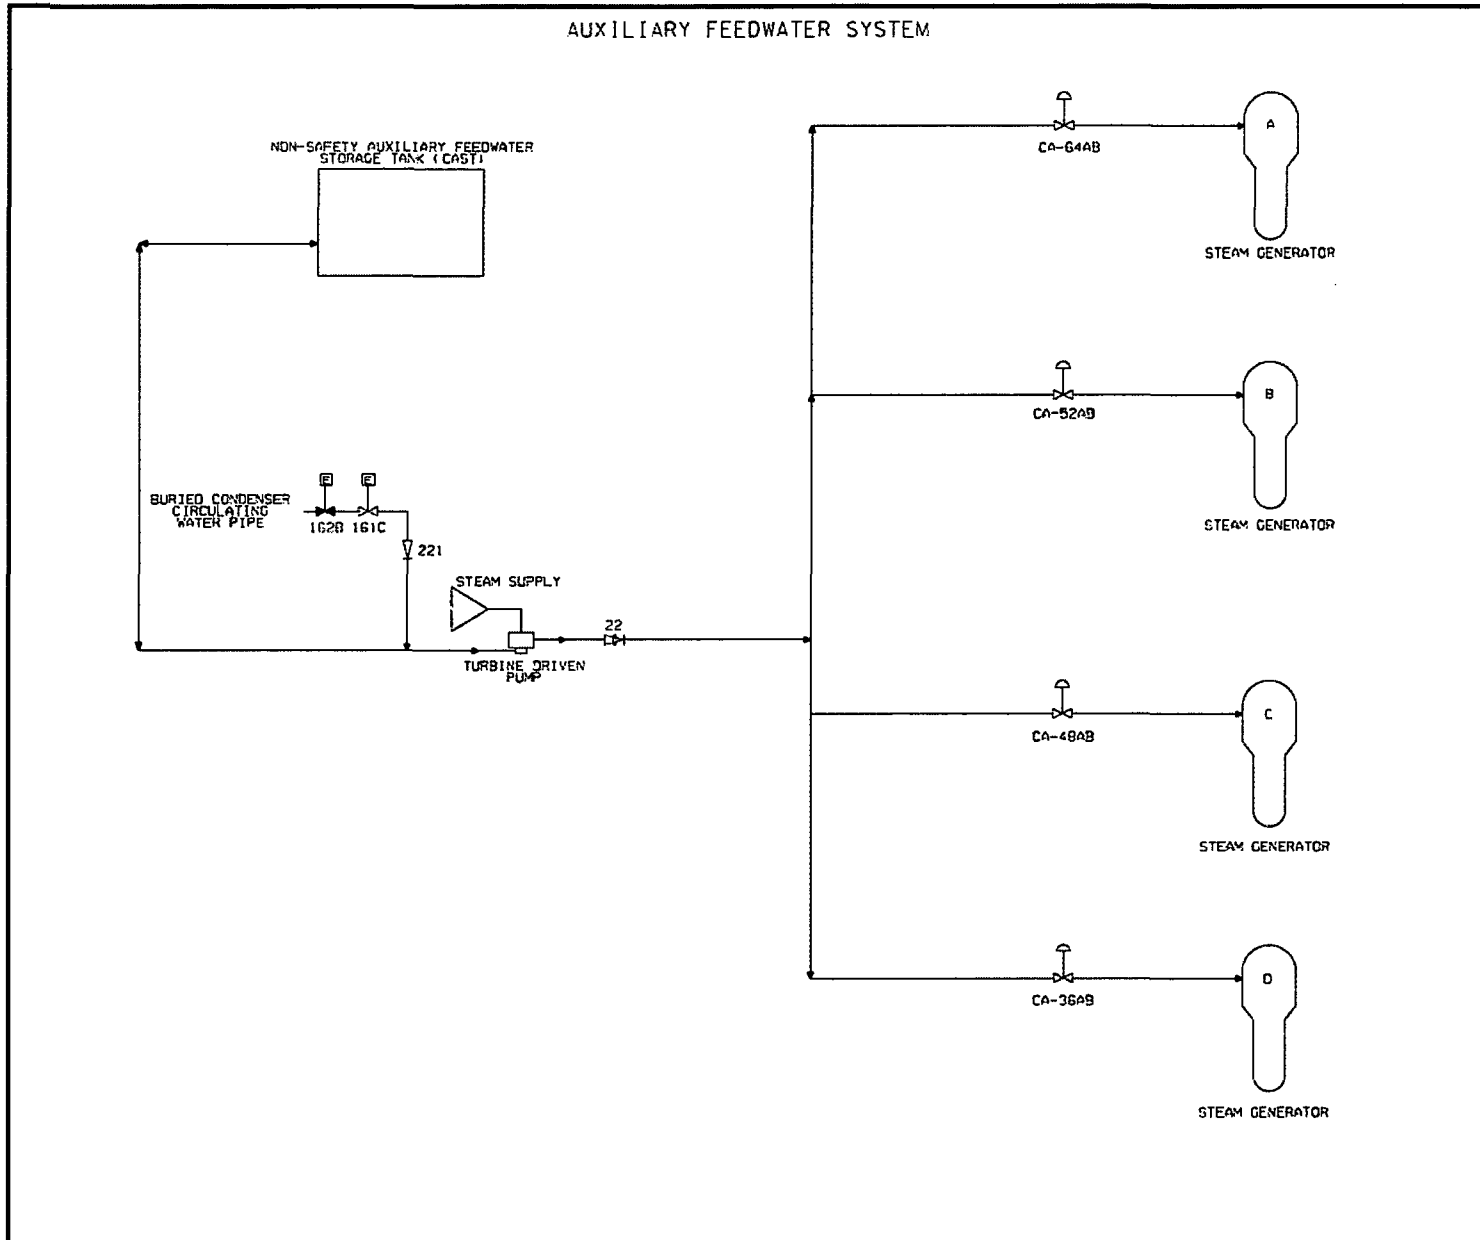 AUXILIARY FEEDWATER SYSTEM
NON-SAFETY AUXILIARY FEEDWATER
STORAGE TANK (CAST)
A
CA-64AB
STEAM GENERATOR
B
CA-52AB
STEAM GENERATOR
E E
BURIED CONDENSER
CIRCULATING
WATER PIPE
162B 161C
221
STEAM SUPPLY
22
TURBINE DRIVEN
PUMP
C
CA-48AB
STEAM GENERATOR
D
CA-36AB
STEAM GENERATOR